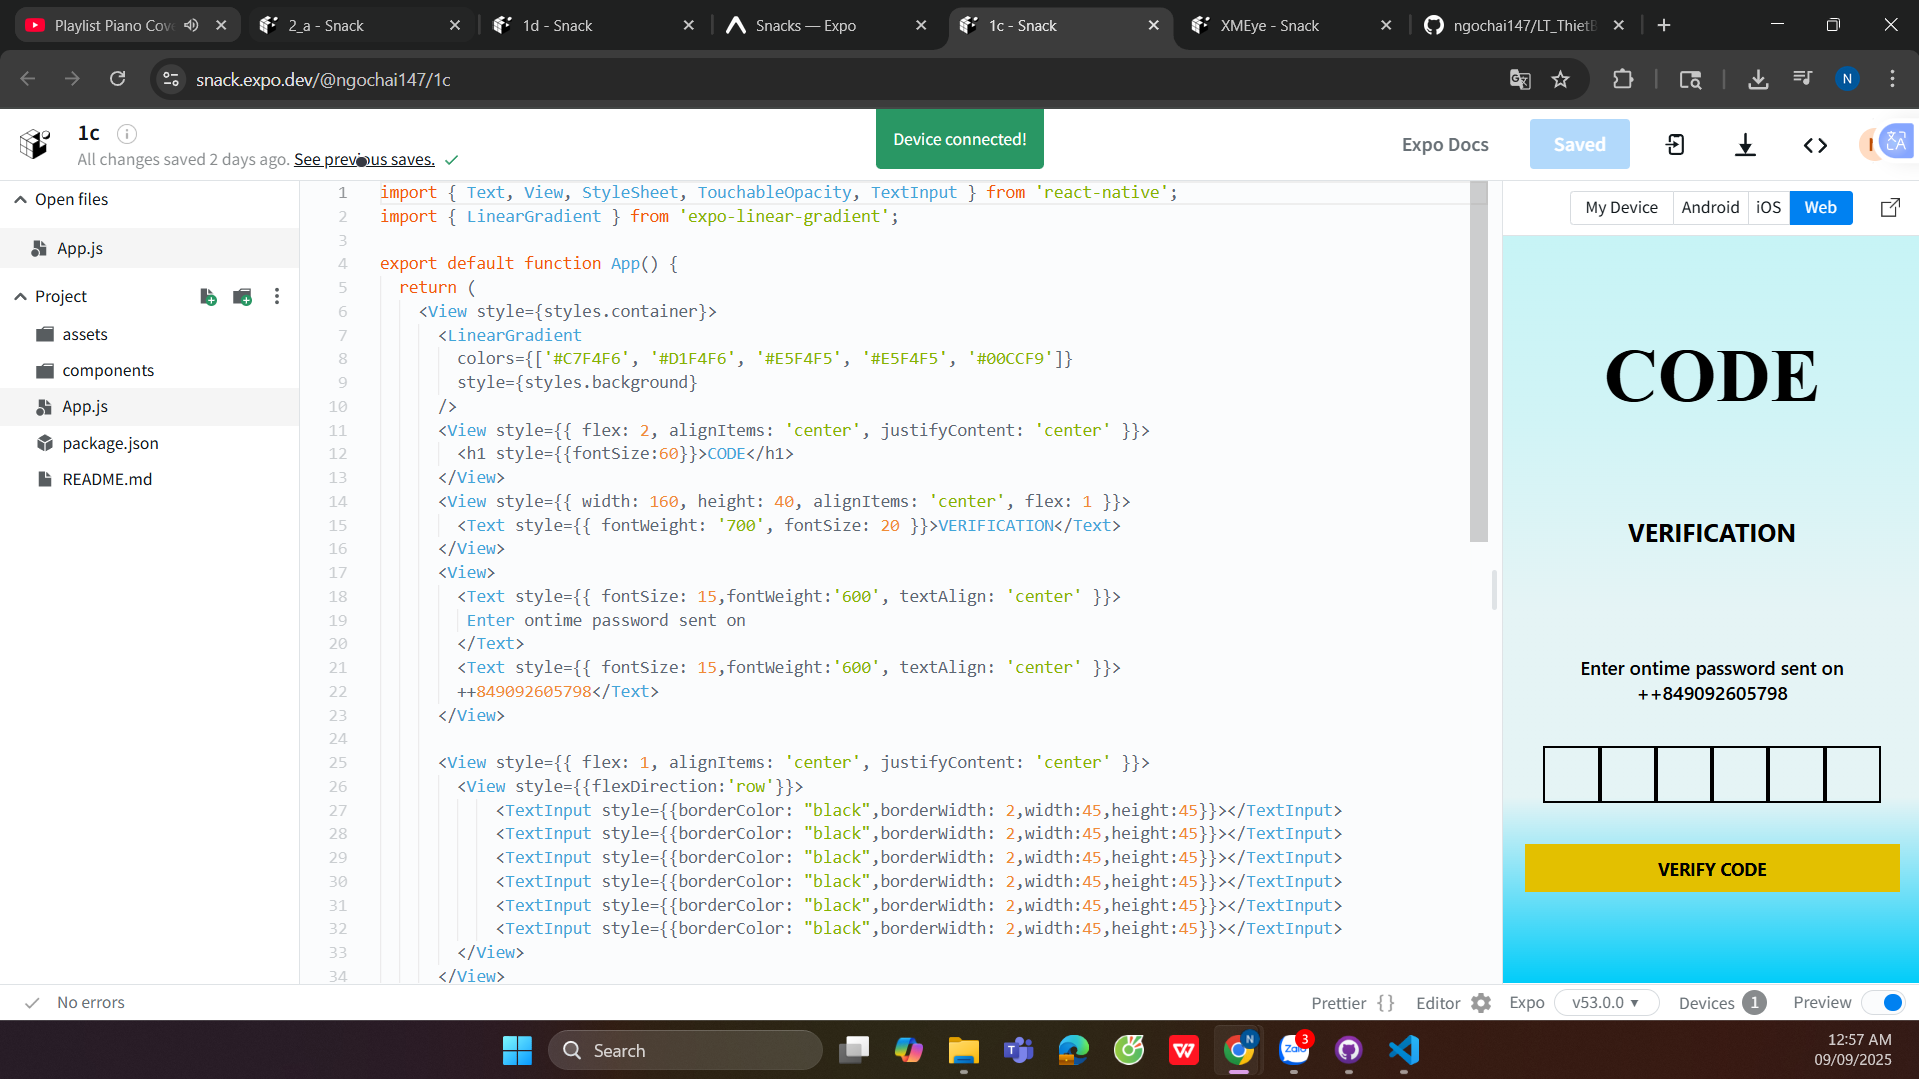 Playlist Piano Cov
2_a - Snack
1d - Snack
Snacks — Expo
1c - Snack
XMEye - Snack
ngochai147/LT_ThietB
snack.expo.dev/@ngochai147/1c
N
1c
All changes saved 2 days ago. See previous saves.
Device connected!
Expo Docs
Saved
Open files
App.js
Project
assets
components
App.js
package.json
README.md
1 import { Text, View, StyleSheet, TouchableOpacity, TextInput } from 'react-native';
2 import { LinearGradient } from 'expo-linear-gradient';
3
4 export default function App() {
5 return (
6 <View style={styles.container}>
7 <LinearGradient
8 colors={['#C7F4F6', '#D1F4F6', '#E5F4F5', '#E5F4F5', '#00CCF9']}
9 style={styles.background}
10 />
11 <View style={{ flex: 2, alignItems: 'center', justifyContent: 'center' }}>
12 <h1 style={{fontSize:60}}>CODE</h1>
13 </View>
14 <View style={{ width: 160, height: 40, alignItems: 'center', flex: 1 }}>
15 <Text style={{ fontWeight: '700', fontSize: 20 }}>VERIFICATION</Text>
16 </View>
17 <View>
18 <Text style={{ fontSize: 15,fontWeight:'600', textAlign: 'center' }}>
19 Enter ontime password sent on
20 </Text>
21 <Text style={{ fontSize: 15,fontWeight:'600', textAlign: 'center' }}>
22 ++849092605798</Text>
23 </View>
24
25 <View style={{ flex: 1, alignItems: 'center', justifyContent: 'center' }}>
26 <View style={{flexDirection:'row'}}>
27 <TextInput style={{borderColor: "black",borderWidth: 2,width:45,height:45}}></TextInput>
28 <TextInput style={{borderColor: "black",borderWidth: 2,width:45,height:45}}></TextInput>
29 <TextInput style={{borderColor: "black",borderWidth: 2,width:45,height:45}}></TextInput>
30 <TextInput style={{borderColor: "black",borderWidth: 2,width:45,height:45}}></TextInput>
31 <TextInput style={{borderColor: "black",borderWidth: 2,width:45,height:45}}></TextInput>
32 <TextInput style={{borderColor: "black",borderWidth: 2,width:45,height:45}}></TextInput>
33 </View>
34 </View>
My Device Android iOS Web
CODE
VERIFICATION
Enter ontime password sent on
++849092605798
VERIFY CODE
No errors
Prettier {} Editor Expo v53.0.0 Devices 1 Preview
Search
N
Zalo
3
12:57 AM
09/09/2025